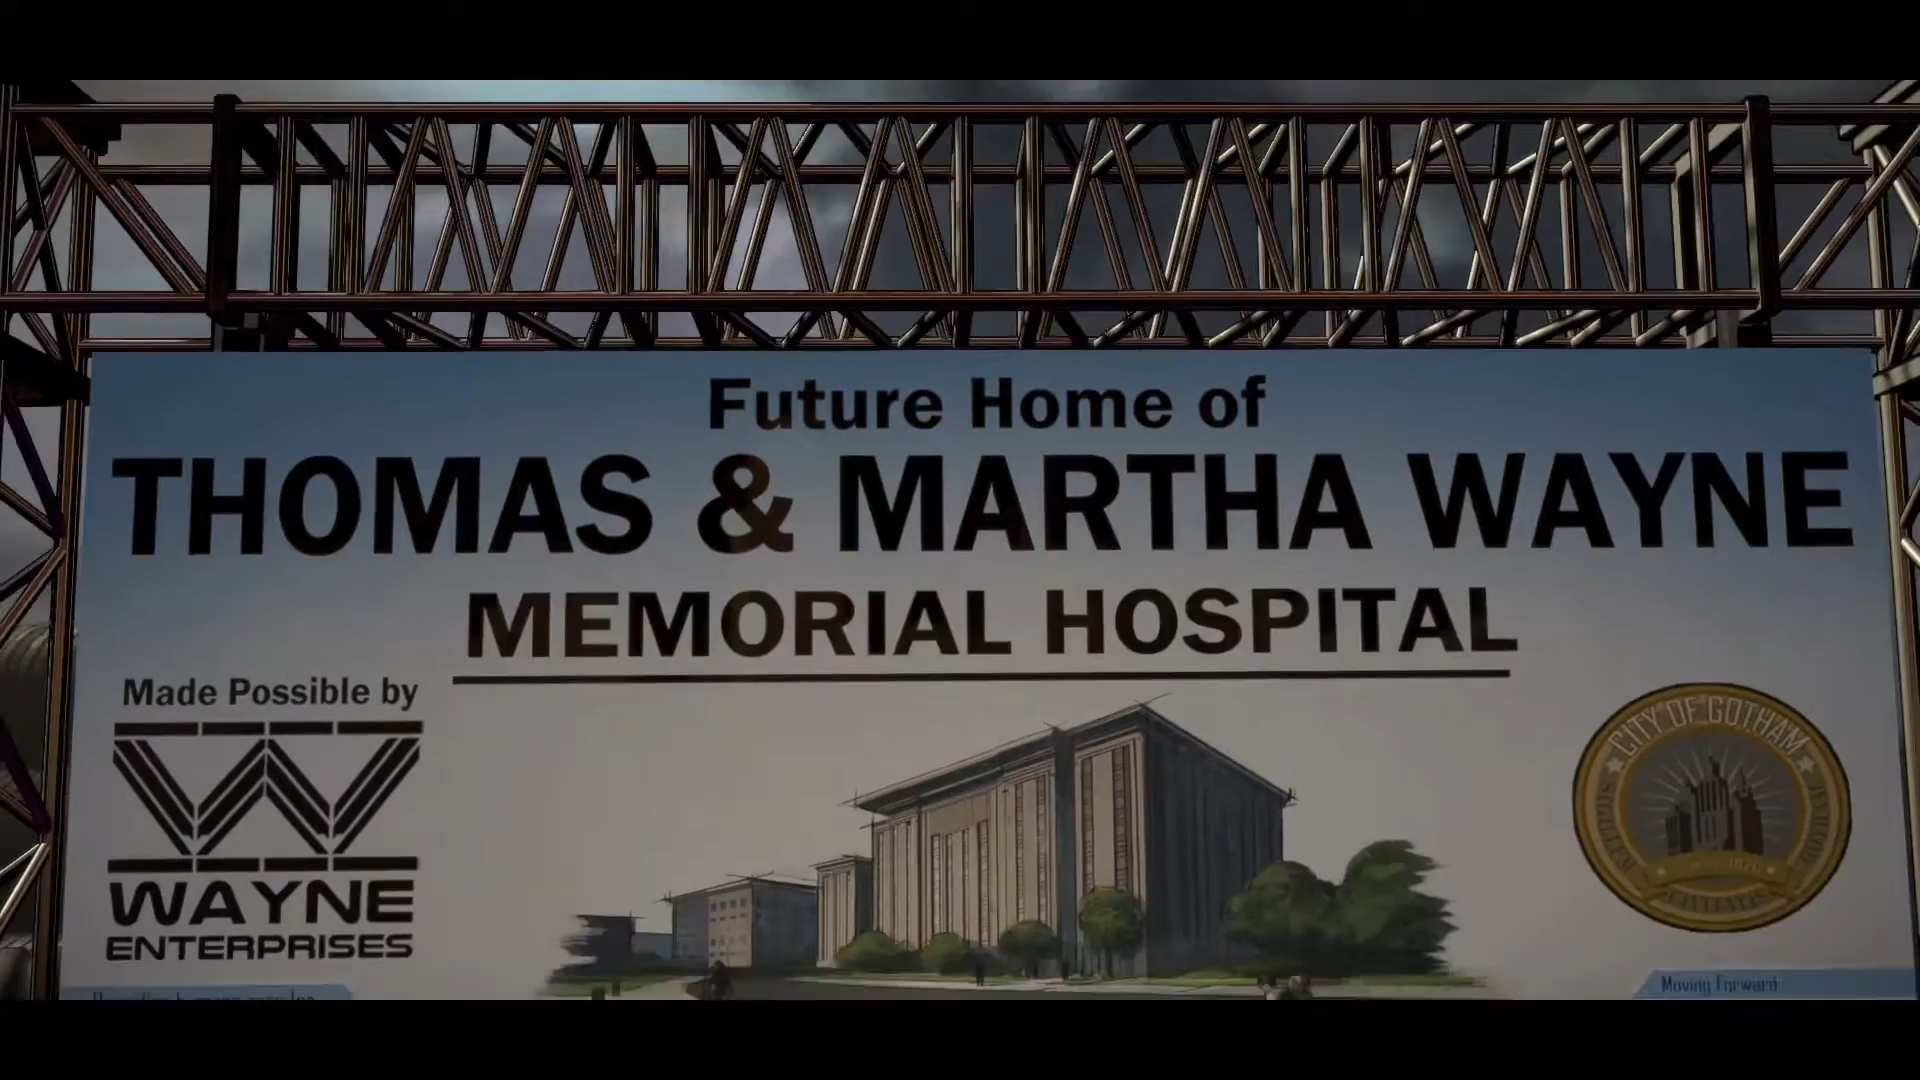 Future Home of
THOMAS & MARTHA WAYNE
MEMORIAL HOSPITAL
Made Possible by
WAYNE
ENTERPRISES
CITY OF GOTHAM
Moving Forward